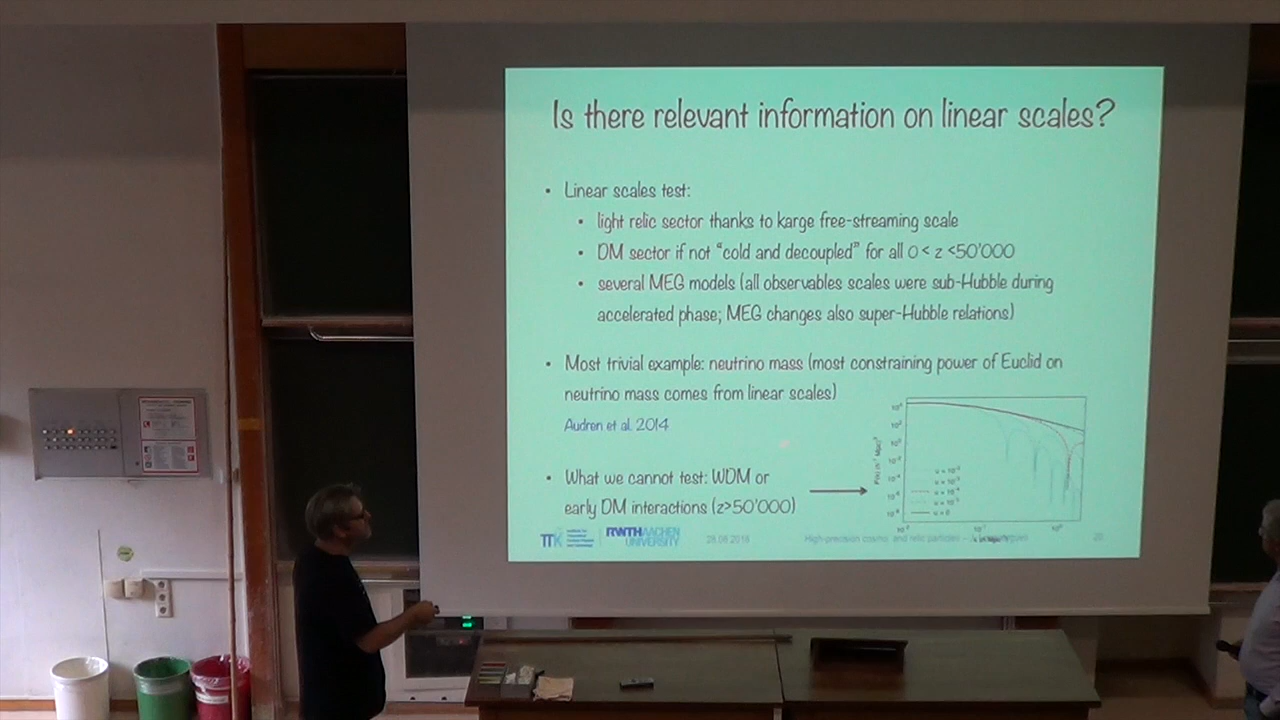 Is there relevant information on linear scales?
• Linear scales test:
• light relic sector thanks to karge free-streaming scale
• DM sector if not "cold and decoupled" for all 0 < z <50'000
• several MEG models (all observables scales were sub-Hubble during
accelerated phase; MEG changes also super-Hubble relations)
• Most trivial example: neutrino mass (most constraining power of Euclid on
neutrino mass comes from linear scales)
Audren et al. 2014
• What we cannot test: WDM or
early DM interactions (z>50'000)
TTK
RWTH AACHEN
UNIVERSITY
High-precision cosmo. and relic particles –